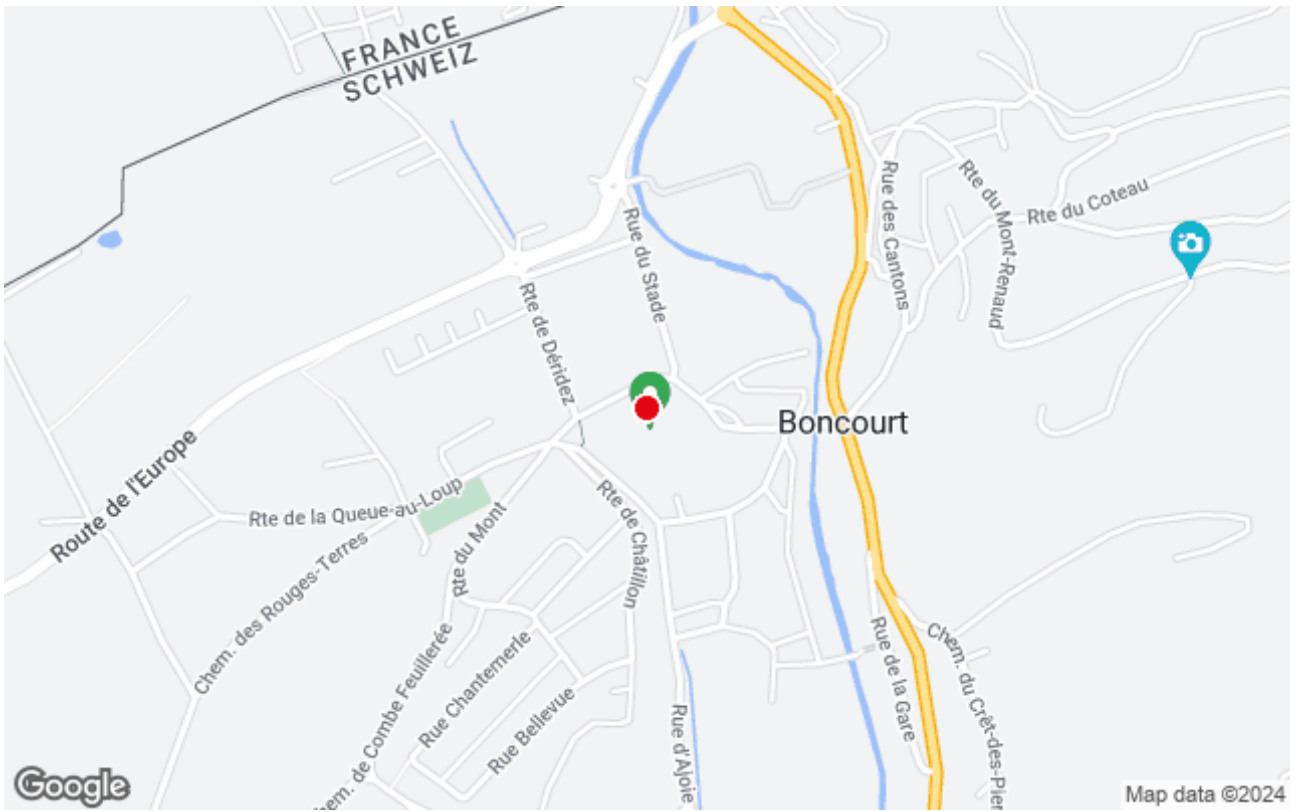 FRANCE
SCHWEIZ
Rue des Cantons
Rte du Mont-Renaud
Rte du Coteau
Rue du Stade
Rte de Déridez
Boncourt
Route de l'Europe
Rte de la Queue-au-Loup
Rte du Mont
Rte de Châtillon
Chem. des Rouges-Terres
Chem. de Combe Feuillerée
Rue Chantemerle
Rue Bellevue
Rue d'Ajoie
Rue de la Gare
Chem. du Crêt-des-Pier
Google
Map data ©2024